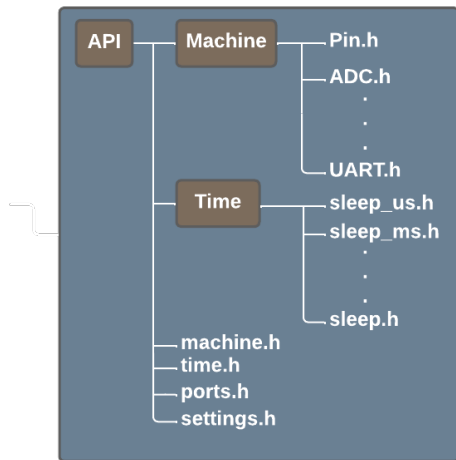 API
Machine
Pin.h
ADC.h
.
.
.
UART.h
Time
sleep_us.h
sleep_ms.h
.
.
.
sleep.h
machine.h
time.h
ports.h
settings.h